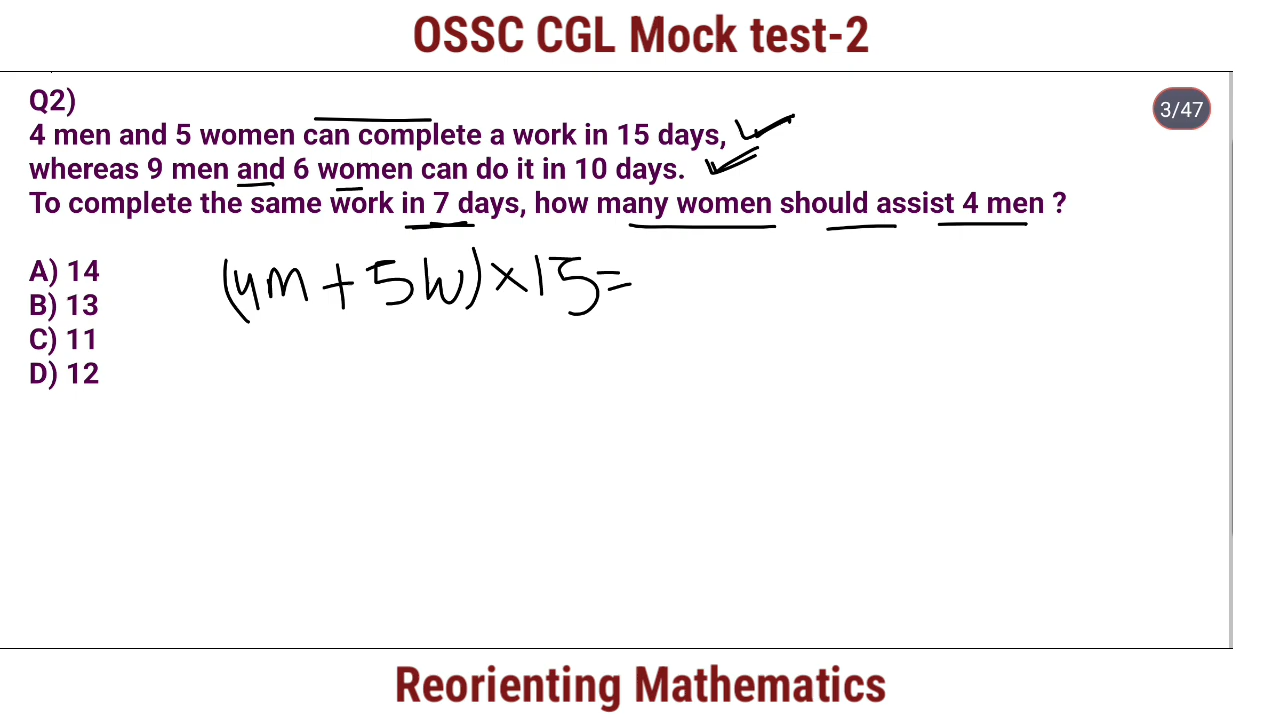 OSSC CGL Mock test-2
Q2)
3/47
4 men and 5 women can complete a work in 15 days,
whereas 9 men and 6 women can do it in 10 days.
To complete the same work in 7 days, how many women should assist 4 men ?
A) 14
(4m + 5W) × 15 =
B) 13
C) 11
D) 12
Reorienting Mathematics